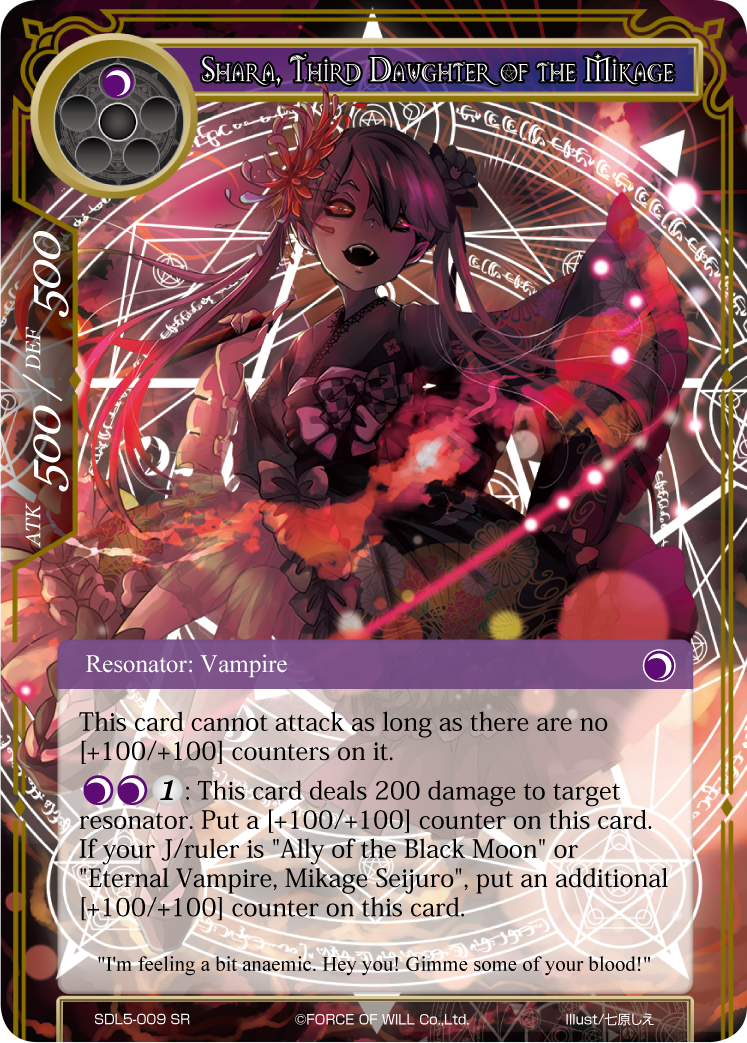 Shara, Third Daughter of the Mikage
ATK 500 / DEF 500
Resonator: Vampire
This card cannot attack as long as there are no
[+100/+100] counters on it.
1 : This card deals 200 damage to target
resonator. Put a [+100/+100] counter on this card.
If your J/ruler is "Ally of the Black Moon" or
"Eternal Vampire, Mikage Seijuro", put an additional
[+100/+100] counter on this card.
"I'm feeling a bit anaemic. Hey you! Gimme some of your blood!"
SDL5-009 SR
©FORCE OF WILL Co.,Ltd.
Illust/七原しえ